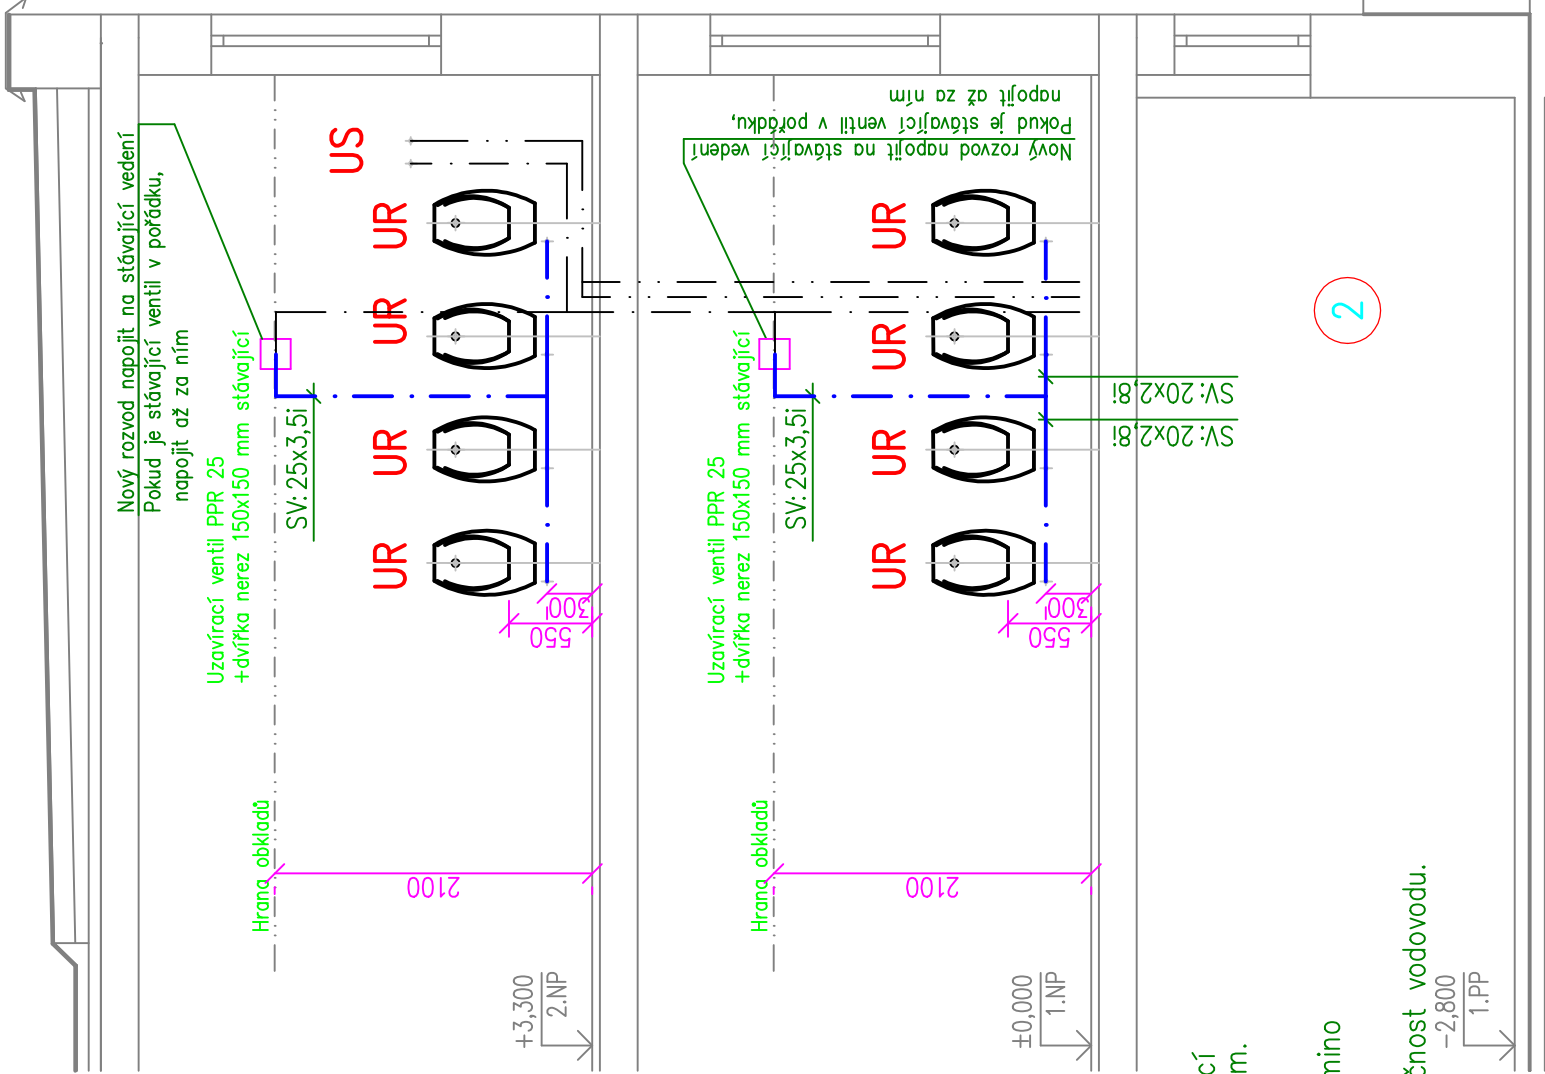 Nový rozvod napojit na stávající vedení
Pokud je stávající ventil v pořádku,
napojit až za ním
Uzavírací ventil PPR 25
+dvířka nerez 150x150 mm stávající
SV: 25x3,5i
US
UR
UR
UR
UR
300
550
Hrana obkladů
2100
+3,300
2.NP
Nový rozvod napojit na stávající vedení
Pokud je stávající ventil v pořádku,
napojit až za ním
Uzavírací ventil PPR 25
+dvířka nerez 150x150 mm stávající
SV: 25x3,5i
UR
UR
UR
UR
300
550
SV: 20x2,8i
SV: 20x2,8i
Hrana obkladů
2100
±0,000
1.NP
2
cí
m.
mino
čnost vodovodu.
-2,800
1.PP